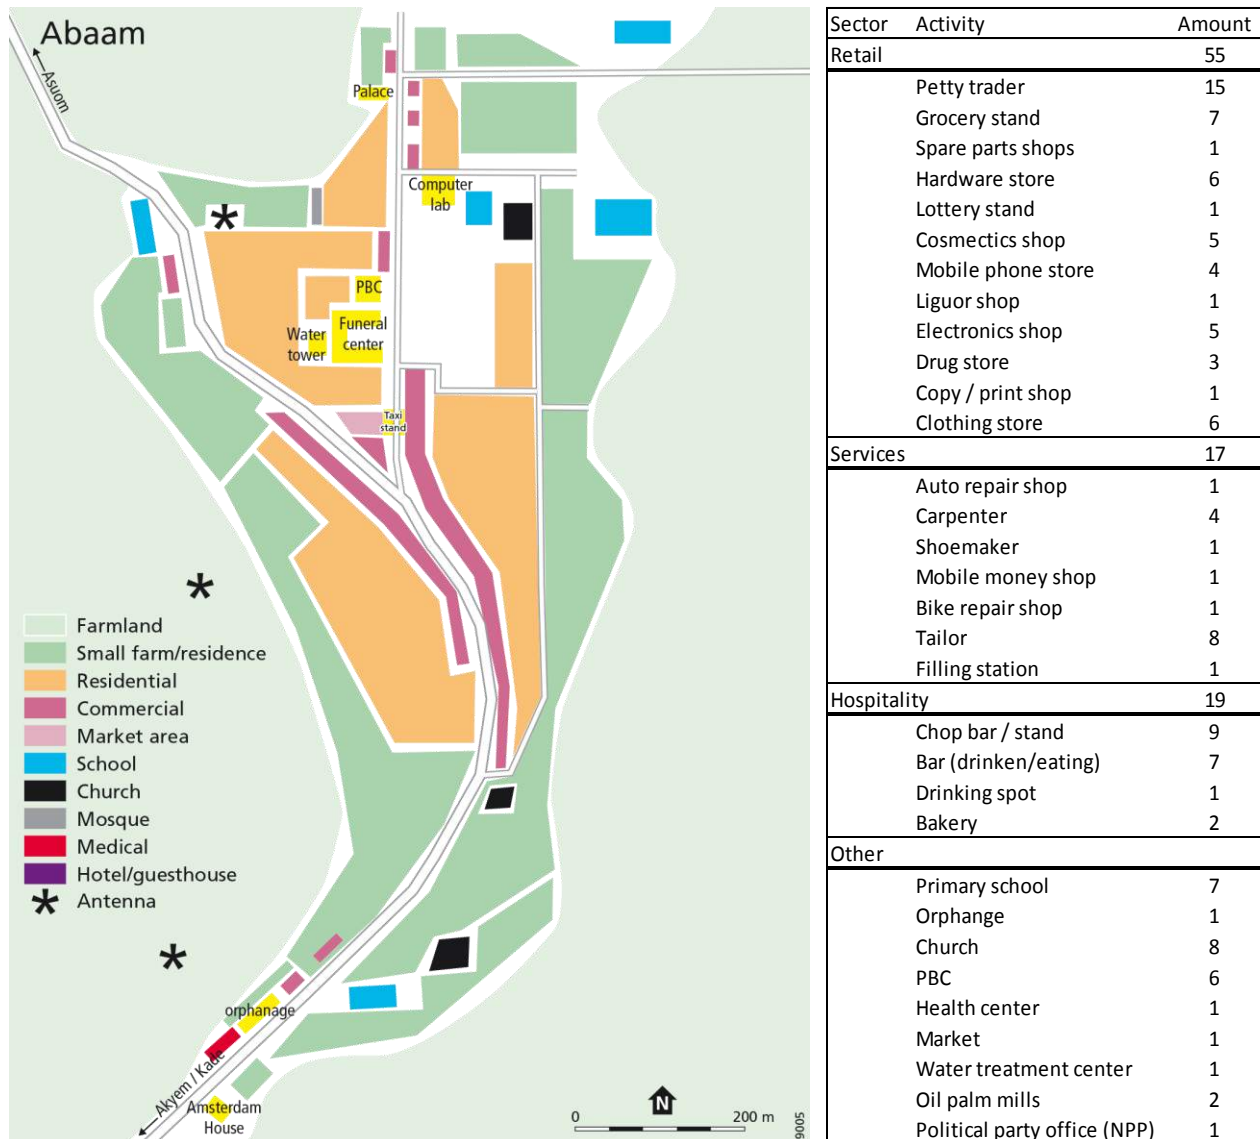 Abaam
Asuom
Palace
Computer
lab
PBC
Funeral
center
Water
tower
Taxi
stand
Farmland
Small farm/residence
Residential
Commercial
Market area
School
Church
Mosque
Medical
Hotel/guesthouse
Antenna
orphanage
Akyem / Kade
Amsterdam
House
N
0 200 m
9005
Sector Activity Amount
Retail 55
Petty trader 15
Grocery stand 7
Spare parts shops 1
Hardware store 6
Lottery stand 1
Cosmectics shop 5
Mobile phone store 4
Liguor shop 1
Electronics shop 5
Drug store 3
Copy / print shop 1
Clothing store 6
Services 17
Auto repair shop 1
Carpenter 4
Shoemaker 1
Mobile money shop 1
Bike repair shop 1
Tailor 8
Filling station 1
Hospitality 19
Chop bar / stand 9
Bar (drinken/eating) 7
Drinking spot 1
Bakery 2
Other
Primary school 7
Orphange 1
Church 8
PBC 6
Health center 1
Market 1
Water treatment center 1
Oil palm mills 2
Political party office (NPP) 1